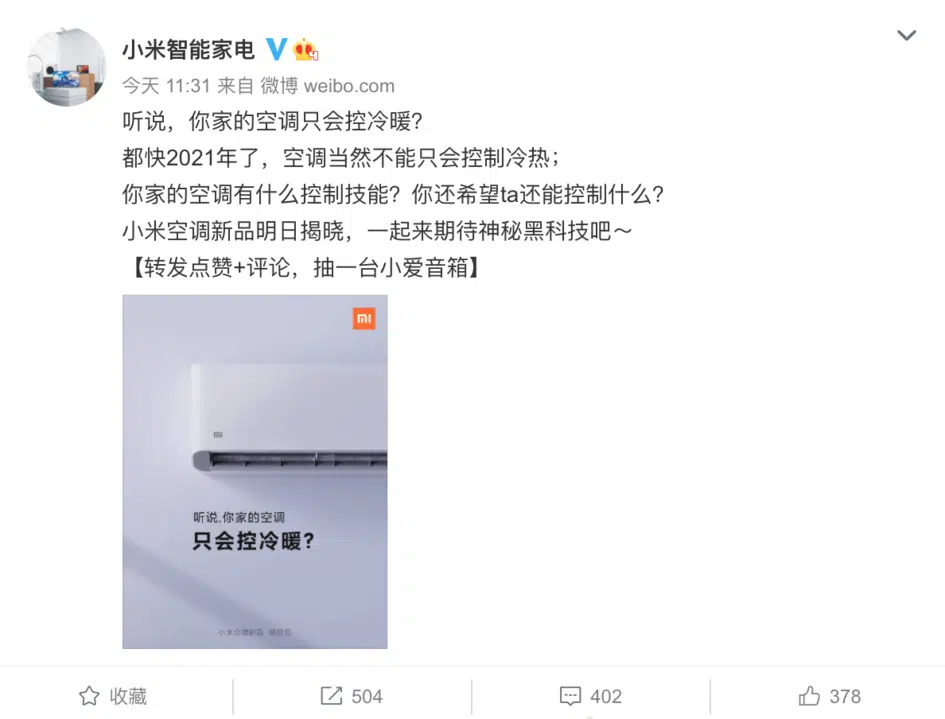 小米智能家电
今天 11:31 来自 微博 weibo.com
听说，你家的空调只会控冷暖？
都快2021年了，空调当然不能只会控制冷热；
你家的空调有什么控制技能？你还希望ta还能控制什么？
小米空调新品明日揭晓，一起来期待神秘黑科技吧～
【转发点赞+评论，抽一台小爱音箱】
mi
mi
听说,你家的空调
只会控冷暖?
小米空调新品·明日见
收藏
504
402
378